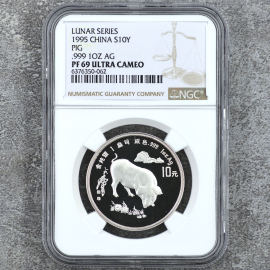 LUNAR SERIES
1995 CHINA S10Y
PIG
.999 1OZ AG
PF 69 ULTRA CAMEO
6376350-062
NUMISMATIC GUARANTY COMPANY
NGC
10元